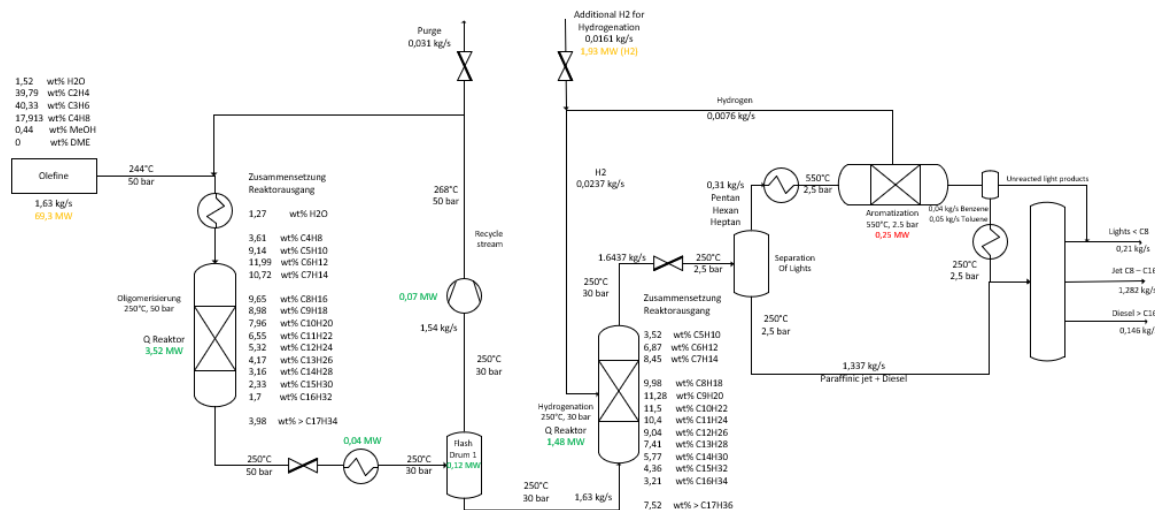 Purge
0,031 kg/s
Additional H2 for
Hydrogenation
0,0161 kg/s
1,93 MW (H2)
1,52 wt% H2O
39,79 wt% C2H4
40,33 wt% C3H6
17,913 wt% C4H8
0,44 wt% MeOH
0 wt% DME
Olefine
1,63 kg/s
69,3 MW
244°C
50 bar
Zusammensetzung
Reaktorausgang
1,27 wt% H2O
3,61 wt% C4H8
9,14 wt% C5H10
11,99 wt% C6H12
10,72 wt% C7H14
9,65 wt% C8H16
8,98 wt% C9H18
7,96 wt% C10H20
6,55 wt% C11H22
5,32 wt% C12H24
4,17 wt% C13H26
3,16 wt% C14H28
2,33 wt% C15H30
1,7 wt% C16H32
3,98 wt% > C17H34
Oligomerisierung
250°C, 50 bar
Q Reaktor
3,52 MW
250°C
50 bar
0,04 MW
250°C
30 bar
Flash
Drum 1
0,12 MW
268°C
50 bar
Recycle
stream
0,07 MW
1,54 kg/s
250°C
30 bar
250°C
30 bar
1,63 kg/s
Hydrogen
0,0076 kg/s
H2
0,0237 kg/s
Hydrogenation
250°C, 30 bar
Q Reaktor
1,48 MW
250°C
30 bar
1.6437 kg/s
250°C
2,5 bar
Zusammensetzung
Reaktorausgang
3,52 wt% C5H10
6,87 wt% C6H12
8,45 wt% C7H14
9,98 wt% C8H18
11,28 wt% C9H20
11,5 wt% C10H22
10,4 wt% C11H24
9,04 wt% C12H26
7,41 wt% C13H28
5,77 wt% C14H30
4,36 wt% C15H32
3,21 wt% C16H34
7,52 wt% > C17H36
0,31 kg/s
Pentan
Hexan
Heptan
Separation
Of Lights
250°C
2,5 bar
550°C
2,5 bar
Aromatization
550°C, 2.5 bar
0,25 MW
0,04 kg/s Benzene
0,05 kg/s Toluene
Unreacted light products
250°C
2,5 bar
1,337 kg/s
Paraffinic jet + Diesel
Lights < C8
0,21 kg/s
Jet C8 – C16
1,282 kg/s
Diesel > C16
0,146 kg/s